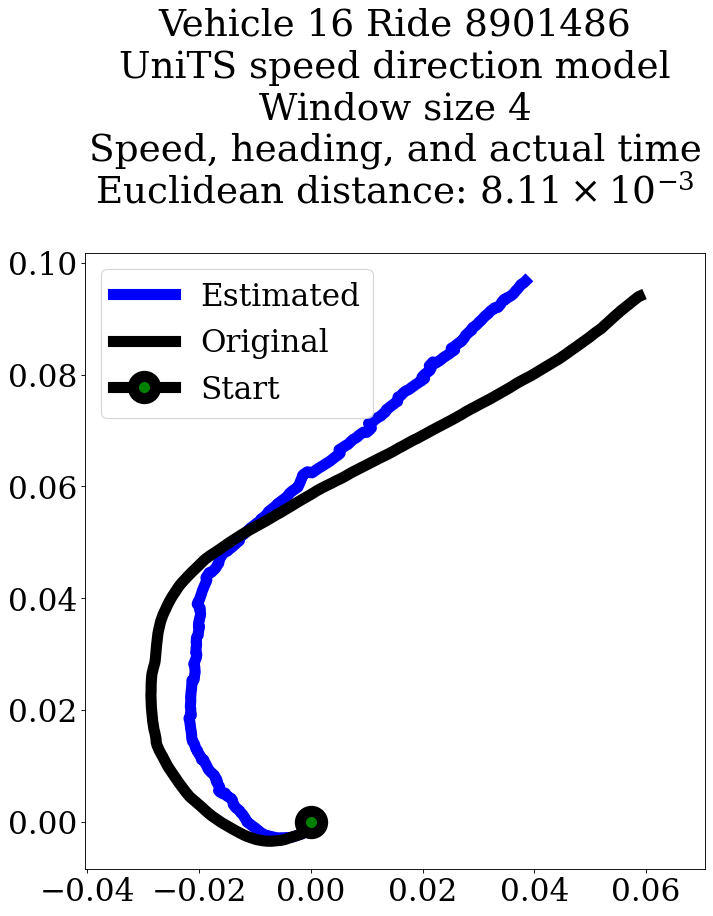 Vehicle 16 Ride 8901486
UniTS speed direction model
Window size 4
Speed, heading, and actual time
Euclidean distance: 8.11 × 10⁻³
0.10
0.08
0.06
0.04
0.02
0.00
Estimated
Original
Start
−0.04 −0.02 0.00 0.02 0.04 0.06